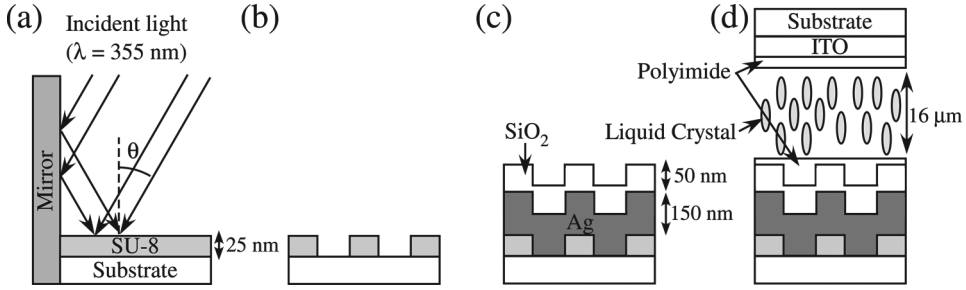 (a)
Incident light
(λ = 355 nm)
θ
Mirror
SU-8
Substrate
25 nm
(b)
(c)
SiO2
Ag
50 nm
150 nm
(d)
Substrate
ITO
Polyimide
Liquid Crystal
16 μm